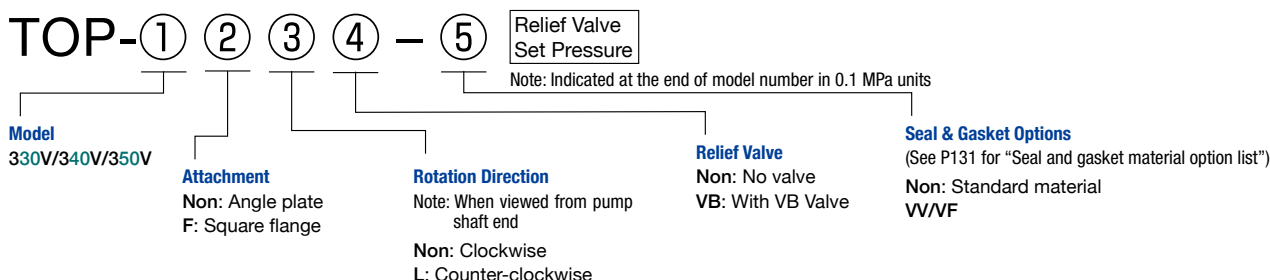 TOP-① ② ③ ④ – ⑤
Relief Valve
Set Pressure
Note: Indicated at the end of model number in 0.1 MPa units
Model
330V/340V/350V
Attachment
Non: Angle plate
F: Square flange
Rotation Direction
Note: When viewed from pump
shaft end
Non: Clockwise
L: Counter-clockwise
Relief Valve
Non: No valve
VB: With VB Valve
Seal & Gasket Options
(See P131 for “Seal and gasket material option list”)
Non: Standard material
VV/VF